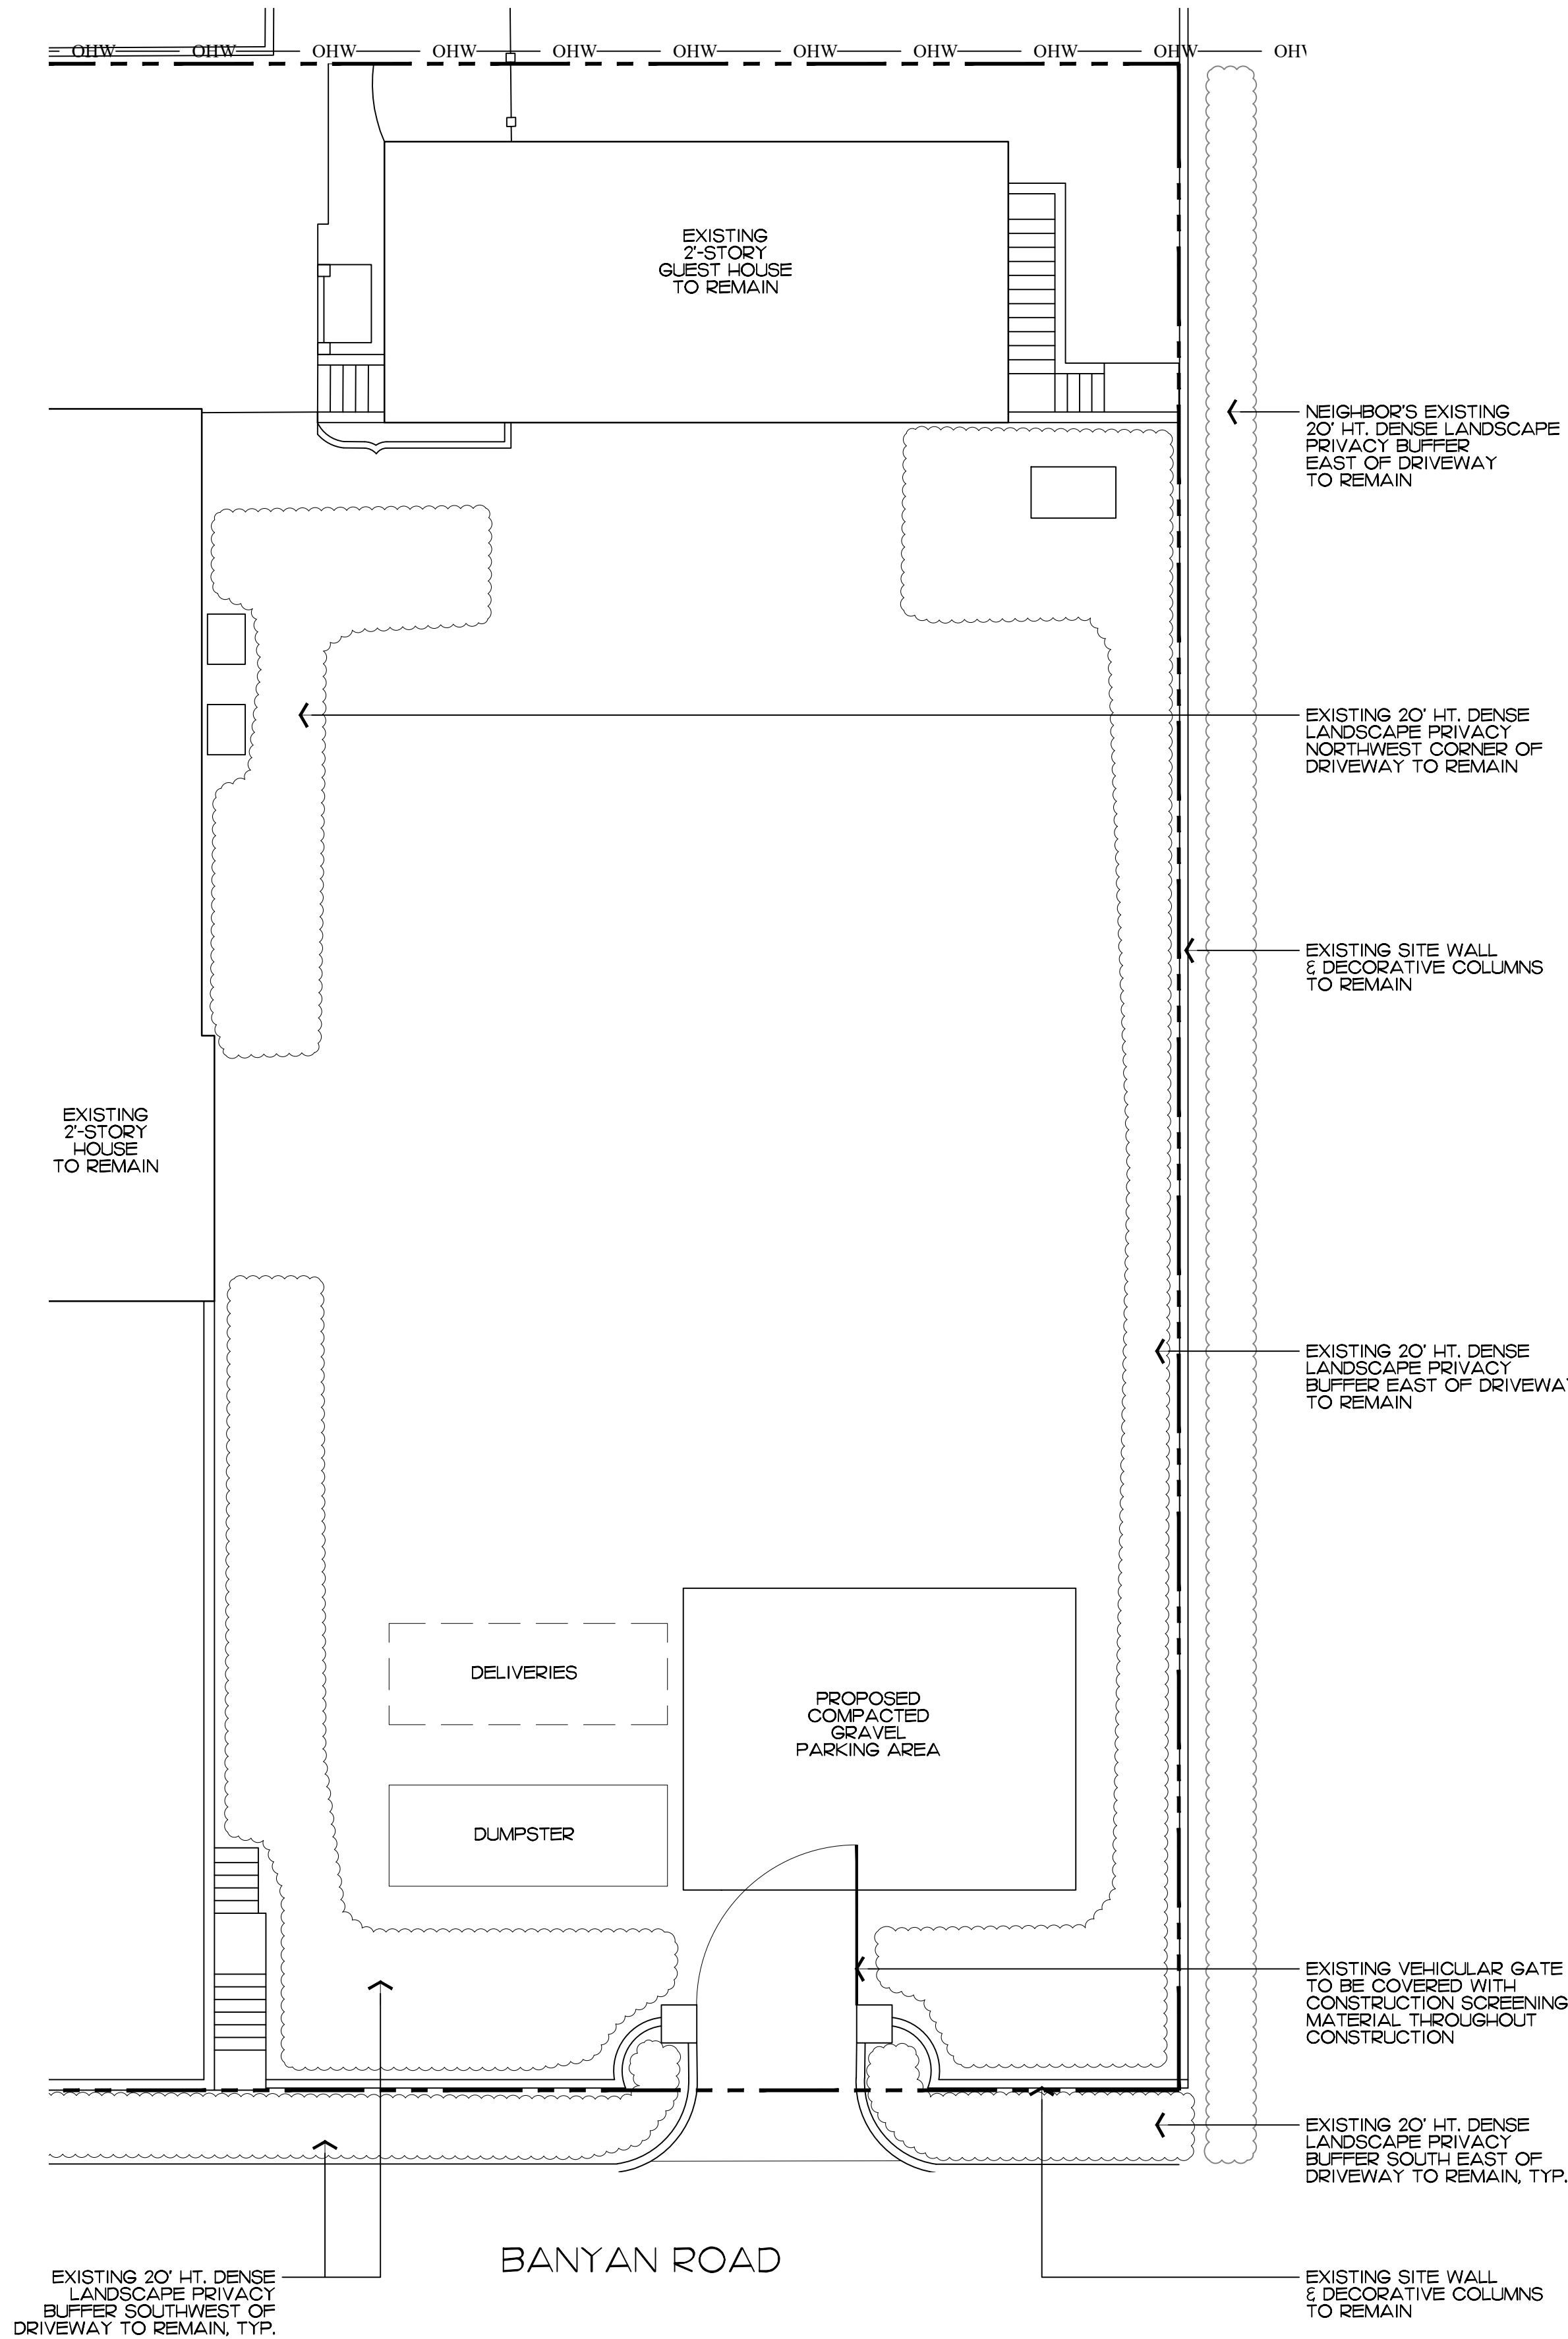 OHW OHW OHW OHW OHW OHW OHW OHW OHW OHW OHW
EXISTING
2'-STORY
GUEST HOUSE
TO REMAIN
NEIGHBOR'S EXISTING
20' HT. DENSE LANDSCAPE
PRIVACY BUFFER
EAST OF DRIVEWAY
TO REMAIN
EXISTING 20' HT. DENSE
LANDSCAPE PRIVACY
NORTHWEST CORNER OF
DRIVEWAY TO REMAIN
EXISTING SITE WALL
& DECORATIVE COLUMNS
TO REMAIN
EXISTING
2'-STORY
HOUSE
TO REMAIN
EXISTING 20' HT. DENSE
LANDSCAPE PRIVACY
BUFFER EAST OF DRIVEWAY
TO REMAIN
DELIVERIES
PROPOSED
COMPACTED
GRAVEL
PARKING AREA
DUMPSTER
EXISTING VEHICULAR GATE
TO BE COVERED WITH
CONSTRUCTION SCREENING
MATERIAL THROUGHOUT
CONSTRUCTION
EXISTING 20' HT. DENSE
LANDSCAPE PRIVACY
BUFFER SOUTH EAST OF
DRIVEWAY TO REMAIN, TYP.
BANYAN ROAD
EXISTING 20' HT. DENSE
LANDSCAPE PRIVACY
BUFFER SOUTHWEST OF
DRIVEWAY TO REMAIN, TYP.
EXISTING SITE WALL
& DECORATIVE COLUMNS
TO REMAIN